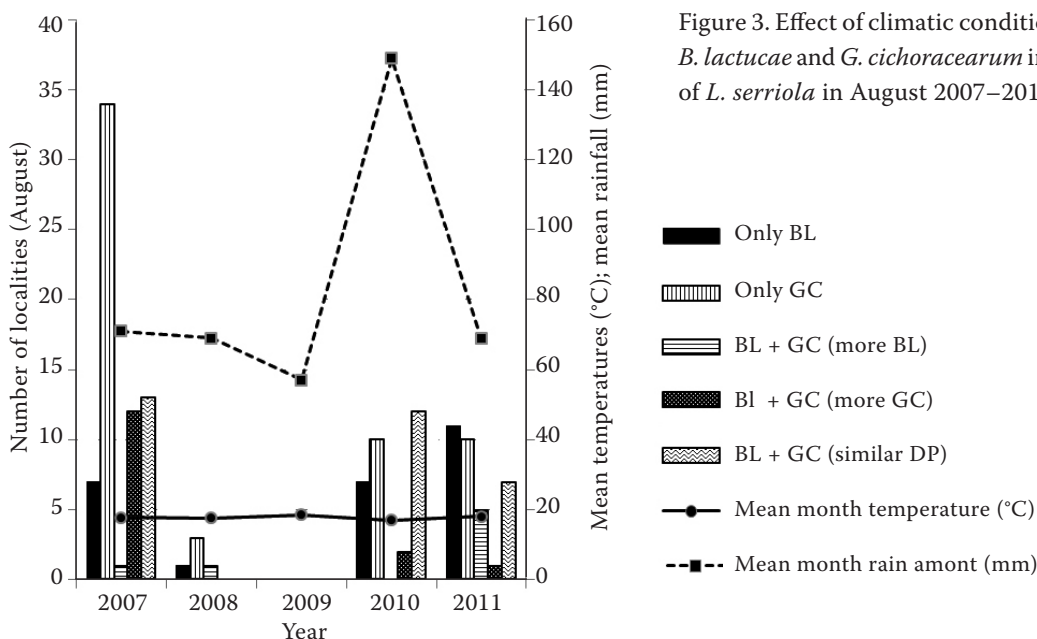 Figure 3. Effect of climatic conditio
B. lactucae and G. cichoracearum in
of L. serriola in August 2007–201
Number of localities (August)
40
35
30
25
20
15
10
5
0
160
140
120
100
80
60
40
20
0
Mean temperatures (°C); mean rainfall (mm)
2007 2008 2009 2010 2011
Year
Only BL
Only GC
BL + GC (more BL)
Bl + GC (more GC)
BL + GC (similar DP)
Mean month temperature (°C)
Mean month rain amont (mm)